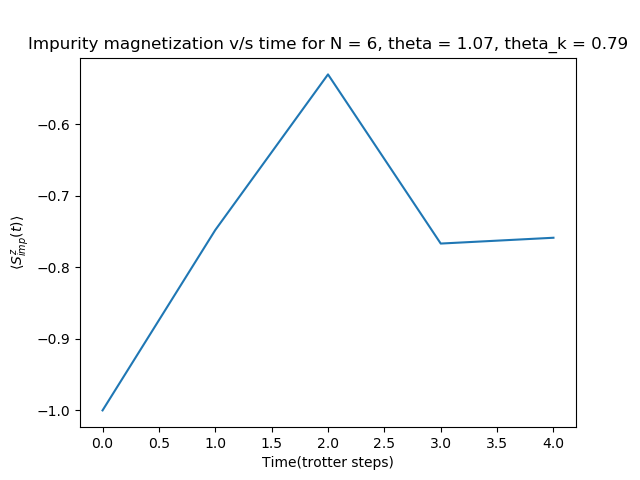 Impurity magnetization v/s time for N = 6, theta = 1.07, theta_k = 0.79
−0.6
−0.7
−0.8
−0.9
−1.0
⟨S^z_{imp}(t)⟩
0.0 0.5 1.0 1.5 2.0 2.5 3.0 3.5 4.0
Time(trotter steps)